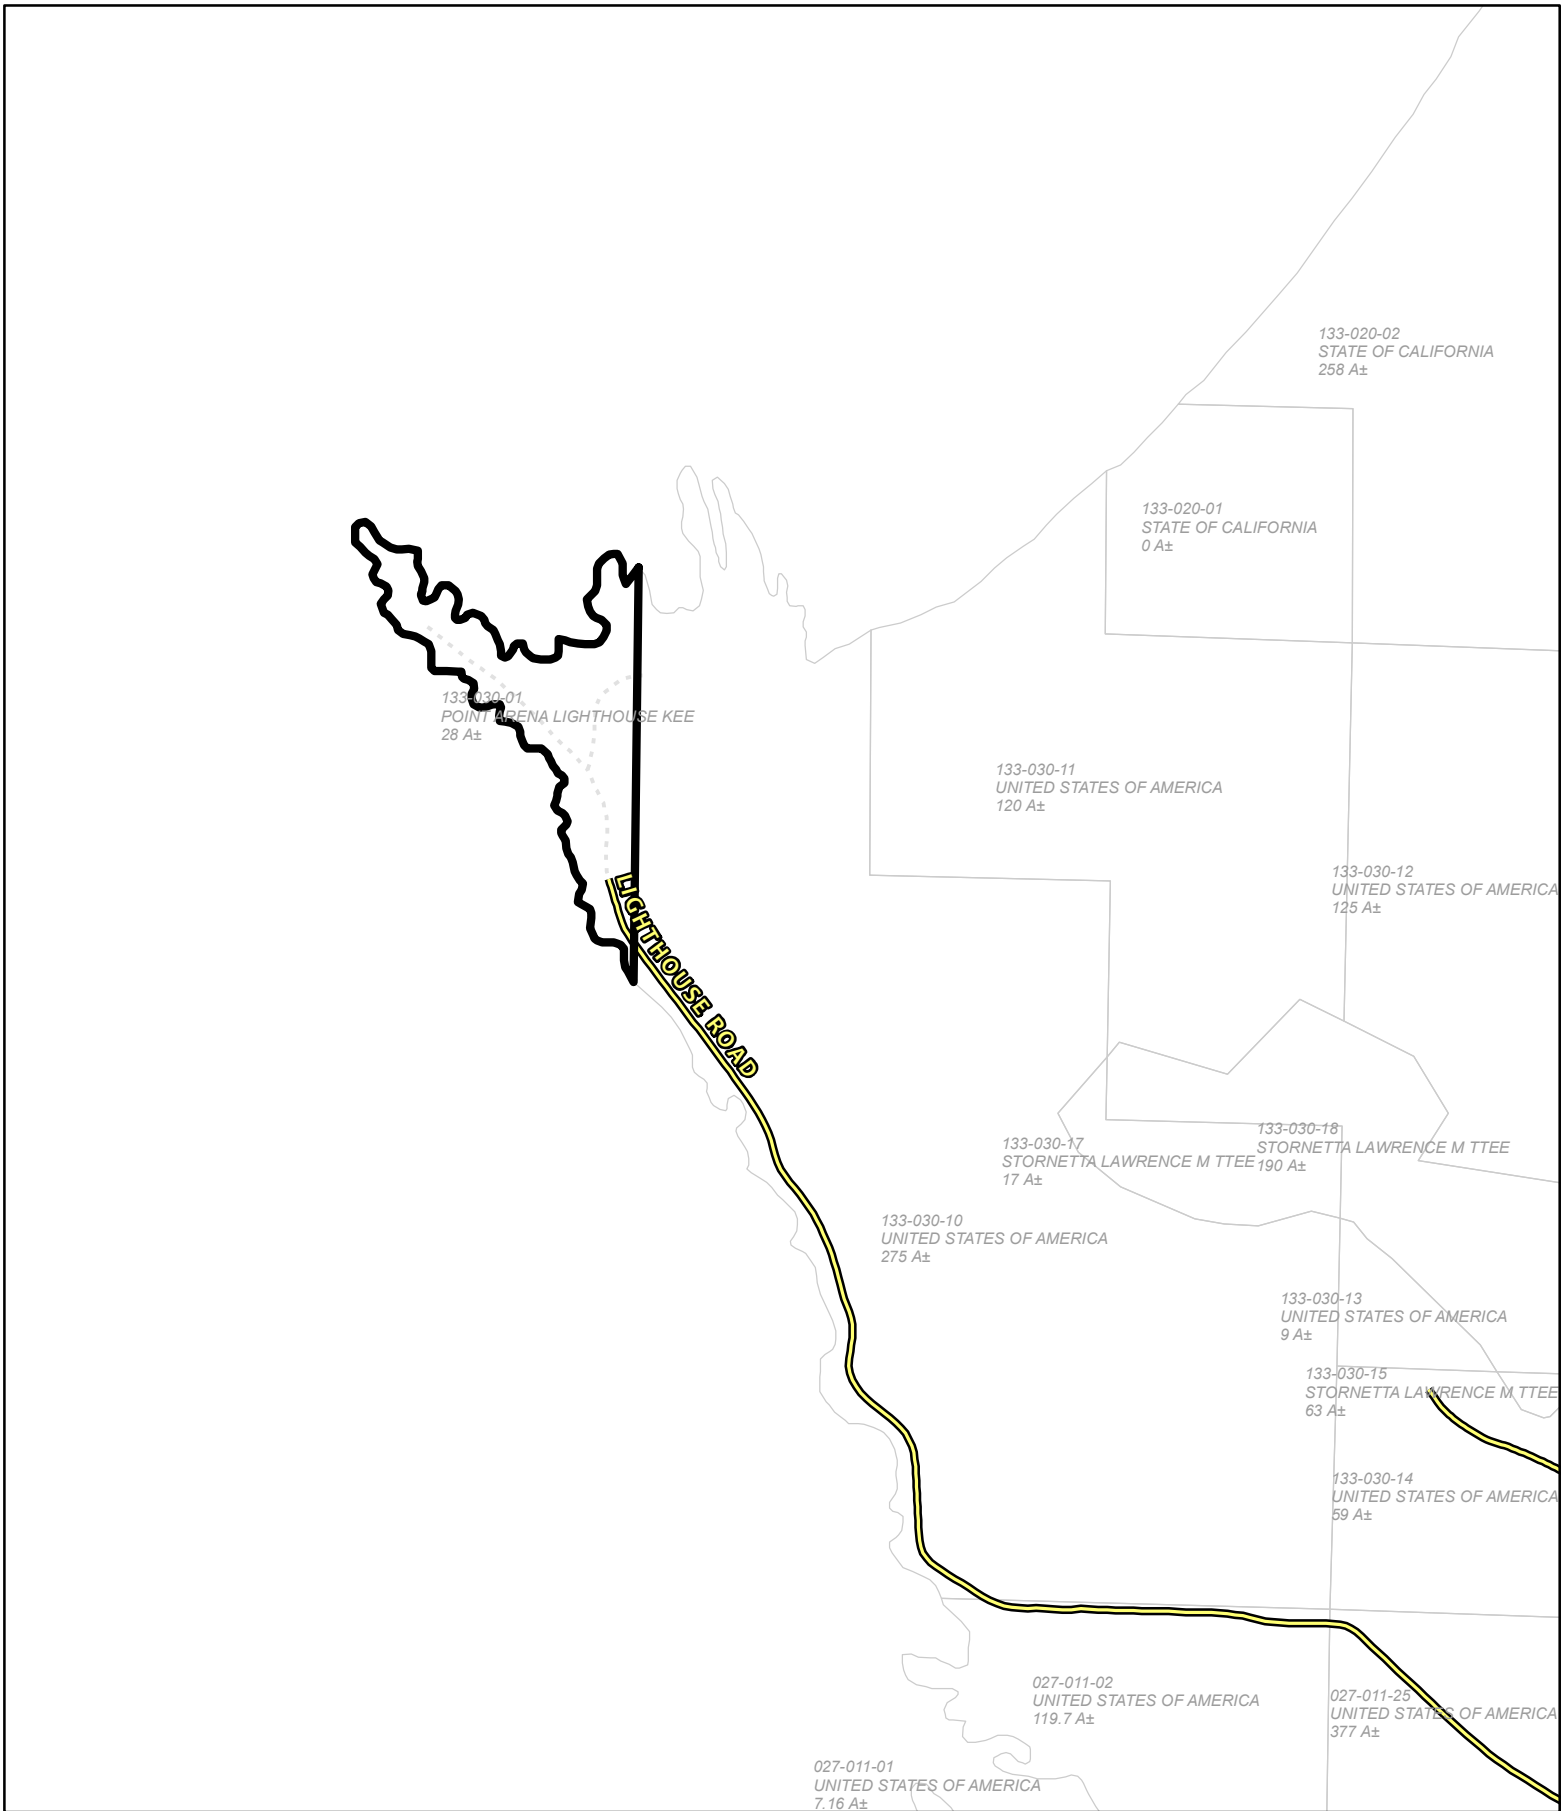 133-020-02
STATE OF CALIFORNIA
258 A±
133-020-01
STATE OF CALIFORNIA
0 A±
133-030-01
POINT ARENA LIGHTHOUSE KEE
28 A±
133-030-11
UNITED STATES OF AMERICA
120 A±
133-030-12
UNITED STATES OF AMERICA
125 A±
LIGHTHOUSE ROAD
133-030-18
STORNETTA LAWRENCE M TTEE
190 A±
133-030-17
STORNETTA LAWRENCE M TTEE
17 A±
133-030-10
UNITED STATES OF AMERICA
275 A±
133-030-13
UNITED STATES OF AMERICA
9 A±
133-030-15
STORNETTA LAWRENCE M TTEE
63 A±
133-030-14
UNITED STATES OF AMERICA
59 A±
027-011-02
UNITED STATES OF AMERICA
119.7 A±
027-011-25
UNITED STATES OF AMERICA
377 A±
027-011-01
UNITED STATES OF AMERICA
7.16 A±